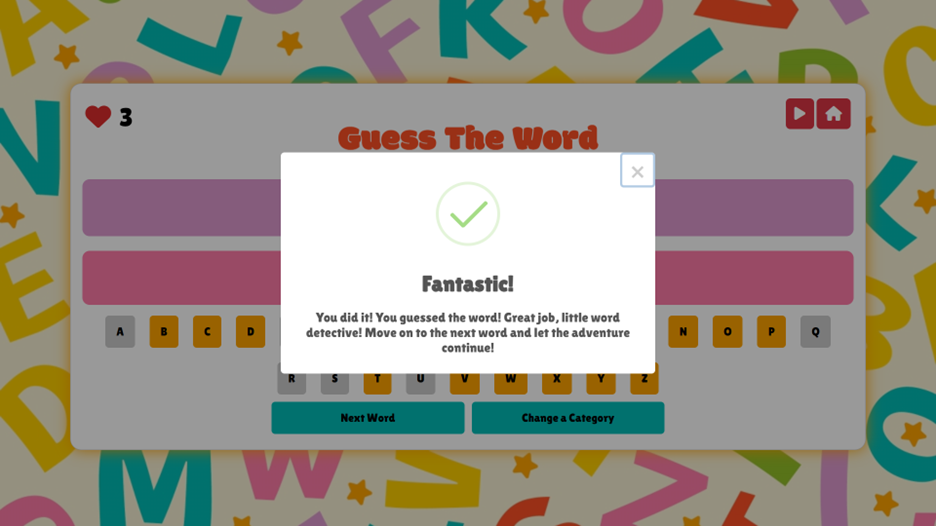 3
Guess The Word
Fantastic!
You did it! You guessed the word! Great job, little word
detective! Move on to the next word and let the adventure
continue!
A B C D N O P Q
R S T U V W X Y Z
Next Word Change a Category